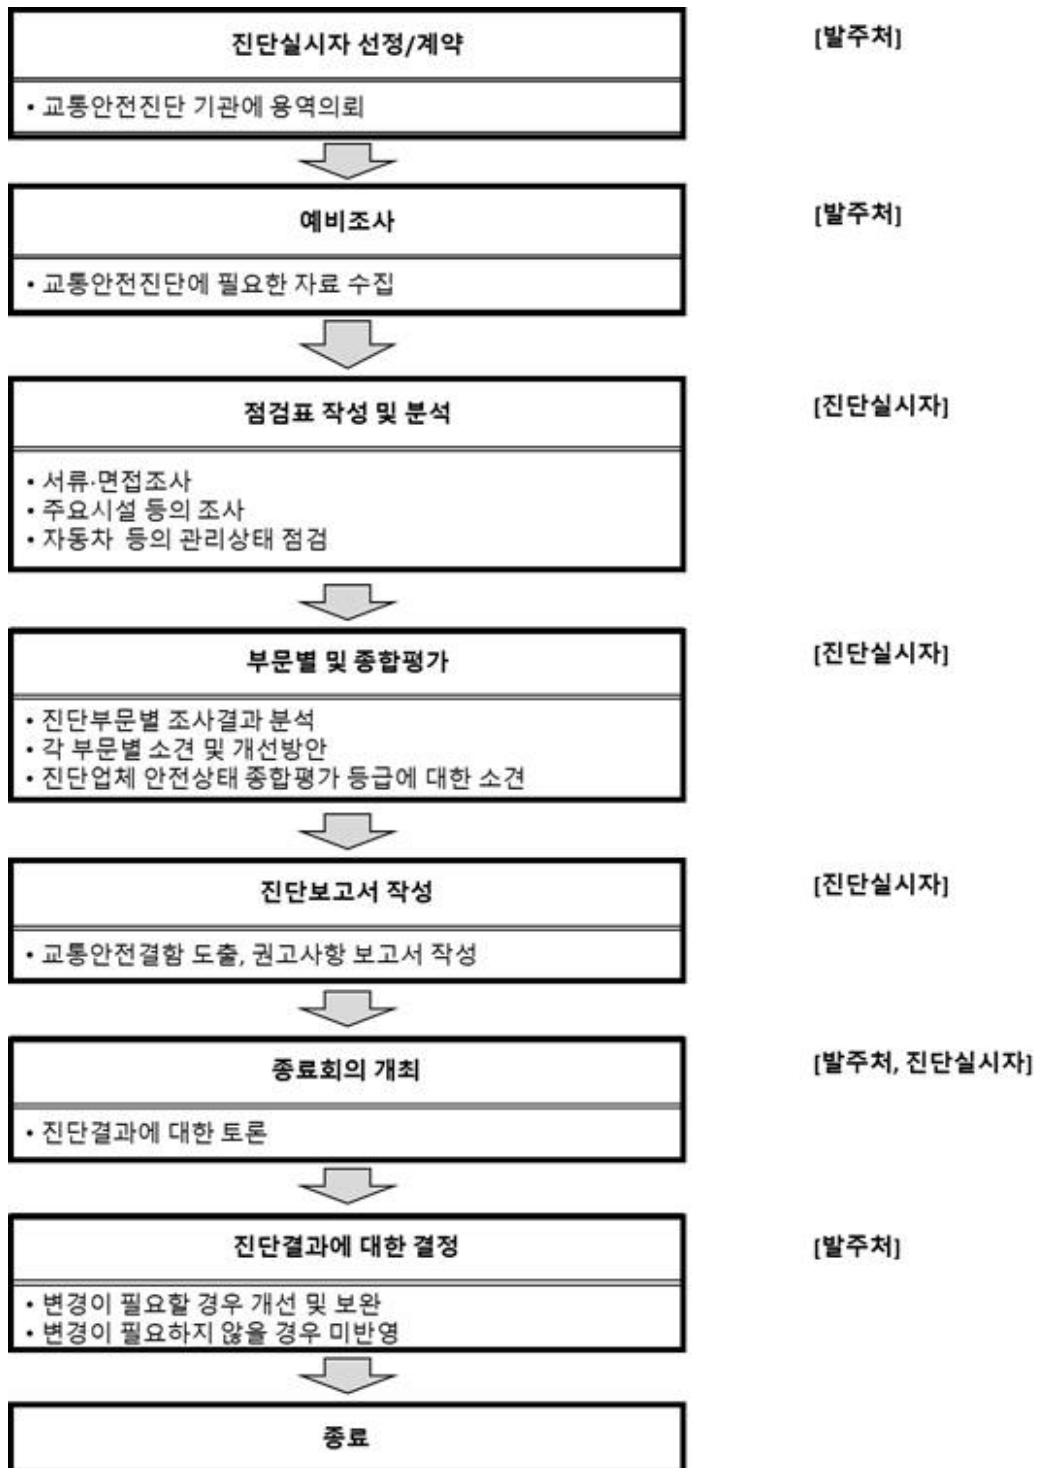 진단실시자 선정/계약
[발주처]
• 교통안전진단 기관에 용역의뢰
예비조사
[발주처]
• 교통안전진단에 필요한 자료 수집
점검표 작성 및 분석
[진단실시자]
• 서류·면접조사
• 주요시설 등의 조사
• 자동차 등의 관리상태 점검
부문별 및 종합평가
[진단실시자]
• 진단부문별 조사결과 분석
• 각 부문별 소견 및 개선방안
• 진단업체 안전상태 종합평가 등급에 대한 소견
진단보고서 작성
[진단실시자]
• 교통안전결함 도출, 권고사항 보고서 작성
종료회의 개최
[발주처, 진단실시자]
• 진단결과에 대한 토론
진단결과에 대한 결정
[발주처]
• 변경이 필요할 경우 개선 및 보완
• 변경이 필요하지 않을 경우 미반영
종료